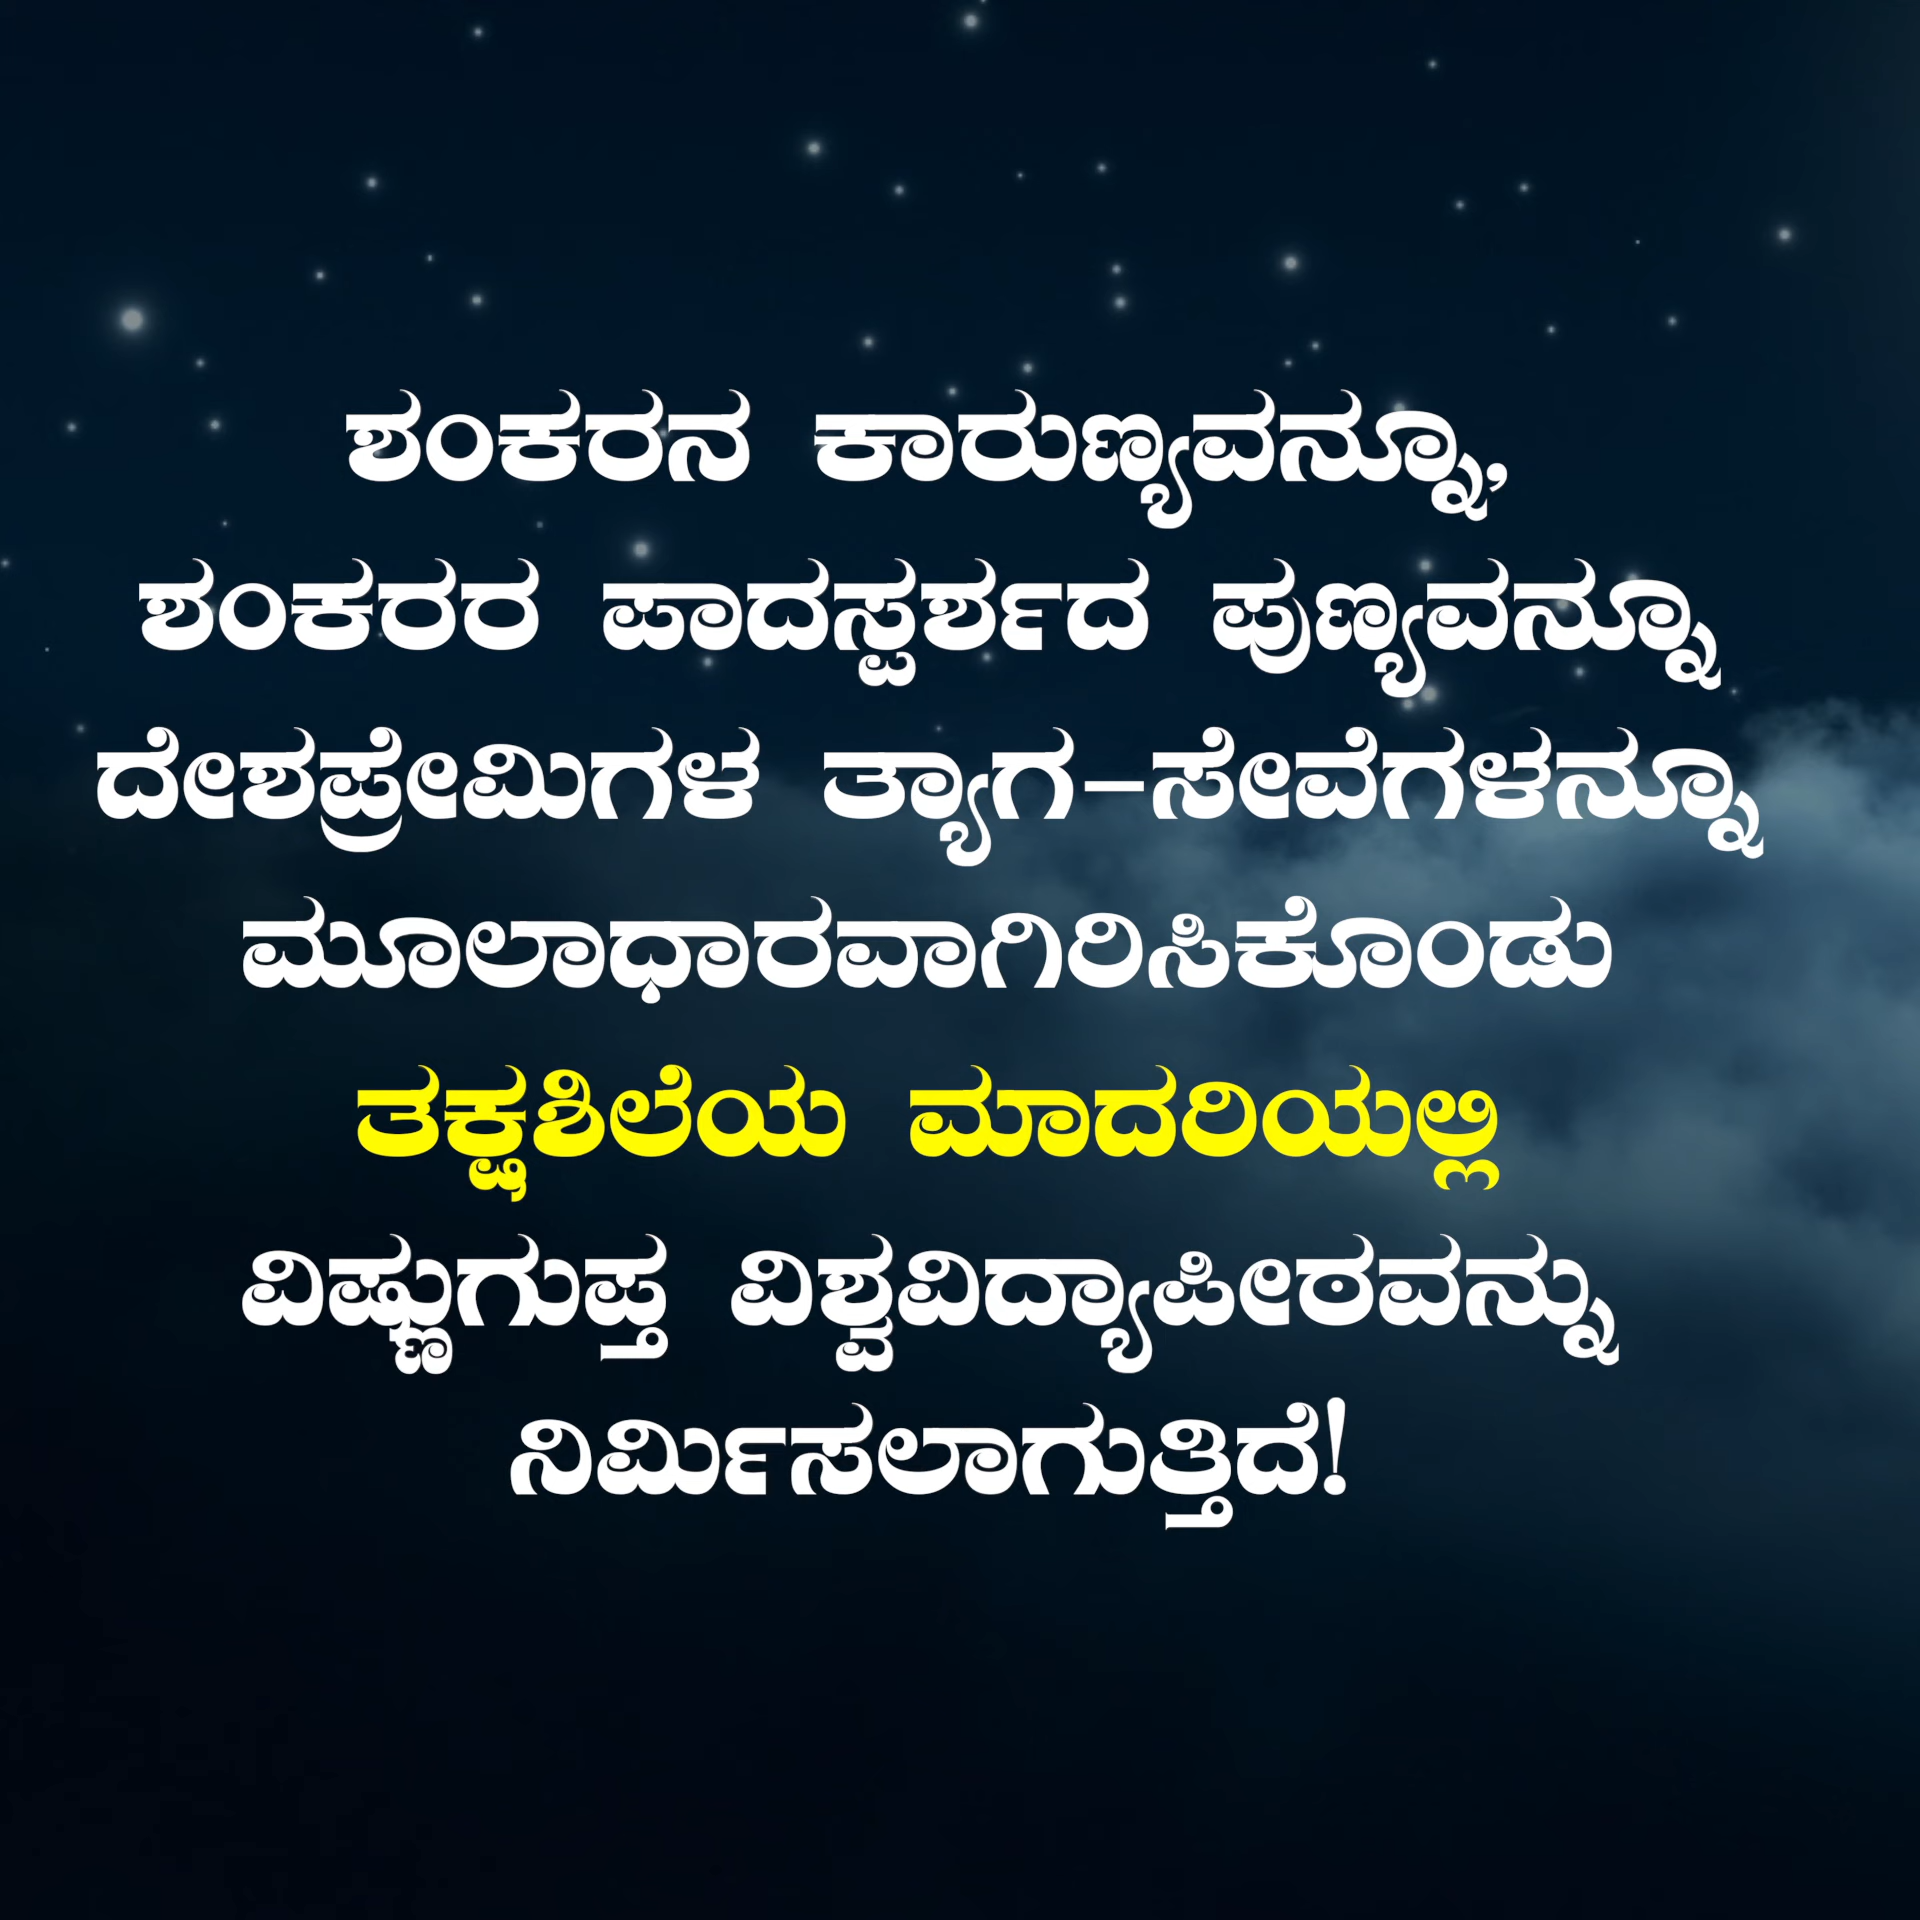 ಶಂಕರನ ಕಾರುಣ್ಯವನ್ನೂ,
ಶಂಕರರ ಪಾದಸ್ಪರ್ಶದ ಪುಣ್ಯವನ್ನೂ
ದೇಶಪ್ರೇಮಿಗಳ ತ್ಯಾಗ-ಸೇವೆಗಳನ್ನೂ
ಮೂಲಾಧಾರವಾಗಿರಿಸಿಕೊಂಡು
ತಕ್ಷಶಿಲೆಯ ಮಾದರಿಯಲ್ಲಿ
ವಿಷ್ಣುಗುಪ್ತ ವಿಶ್ವವಿದ್ಯಾಪೀಠವನ್ನು
ನಿರ್ಮಿಸಲಾಗುತ್ತಿದೆ!